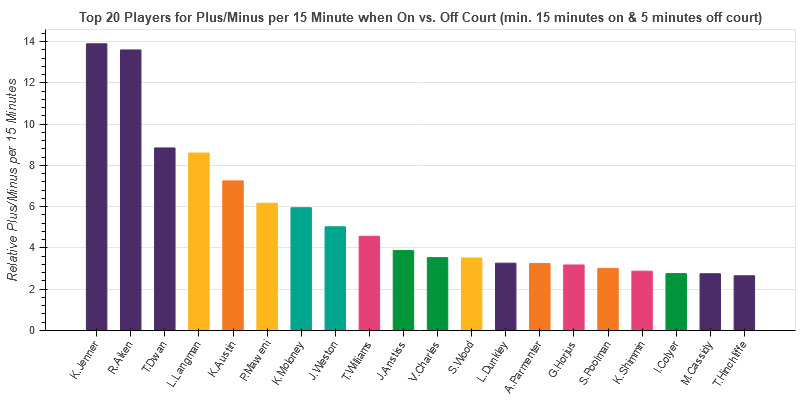 Top 20 Players for Plus/Minus per 15 Minute when On vs. Off Court (min. 15 minutes on & 5 minutes off court)
Relative Plus/Minus per 15 Minutes
14
12
10
8
6
4
2
0
K.Jenner
R.Aiken
T.Dwan
L.Langman
K.Austin
P.Maweni
K.Moloney
J.Weston
T.Williams
J.Anstiss
V.Charles
S.Wood
L.Dunkley
A.Parmenter
G.Horjus
S.Poolman
K.Shimmin
I.Colyer
M.Cassidy
T.Hinchliffe